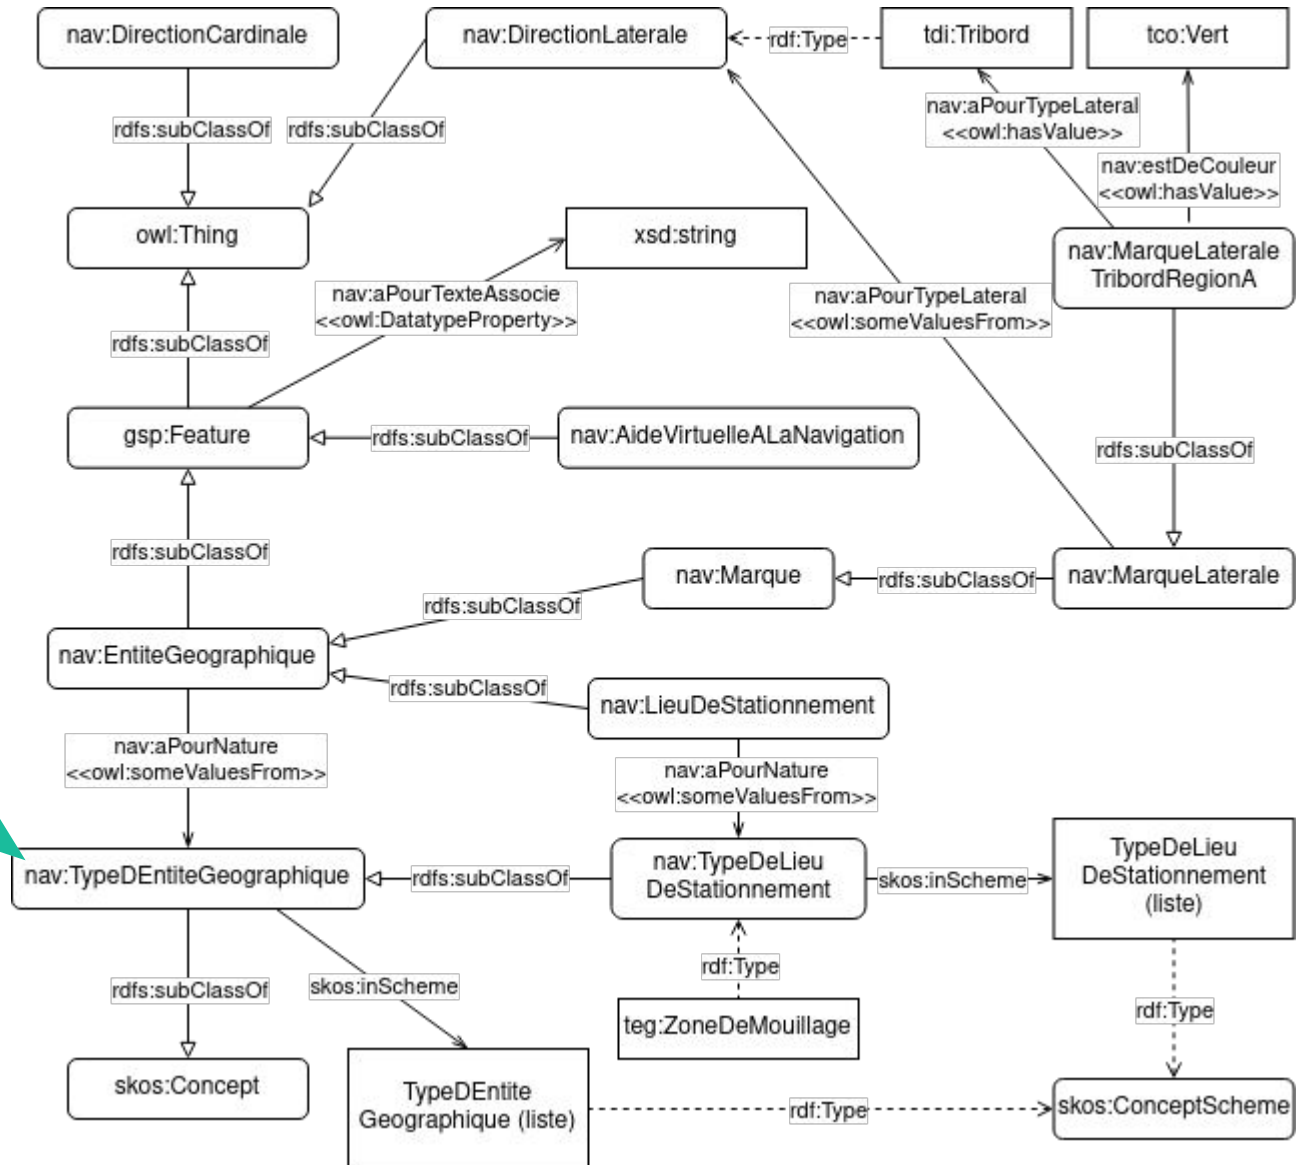 nav:DirectionCardinale
nav:DirectionLaterale
rdf:Type
tdi:Tribord
tco:Vert
rdfs:subClassOf
rdfs:subClassOf
nav:aPourTypeLateral
<<owl:hasValue>>
nav:estDeCouleur
<<owl:hasValue>>
owl:Thing
xsd:string
nav:MarqueLaterale
TribordRegionA
nav:aPourTexteAssocie
<<owl:DatatypeProperty>>
nav:aPourTypeLateral
<<owl:someValuesFrom>>
rdfs:subClassOf
gsp:Feature
rdfs:subClassOf
nav:AideVirtuelleALaNavigation
rdfs:subClassOf
rdfs:subClassOf
nav:Marque
rdfs:subClassOf
nav:MarqueLaterale
rdfs:subClassOf
nav:EntiteGeographique
rdfs:subClassOf
nav:LieuDeStationnement
nav:aPourNature
<<owl:someValuesFrom>>
nav:aPourNature
<<owl:someValuesFrom>>
nav:TypeDEntiteGeographique
rdfs:subClassOf
nav:TypeDeLieu
DeStationnement
skos:inScheme
TypeDeLieu
DeStationnement
(liste)
rdfs:subClassOf
skos:inScheme
rdf:Type
teg:ZoneDeMouillage
rdf:Type
skos:Concept
TypeDEntite
Geographique (liste)
rdf:Type
skos:ConceptScheme